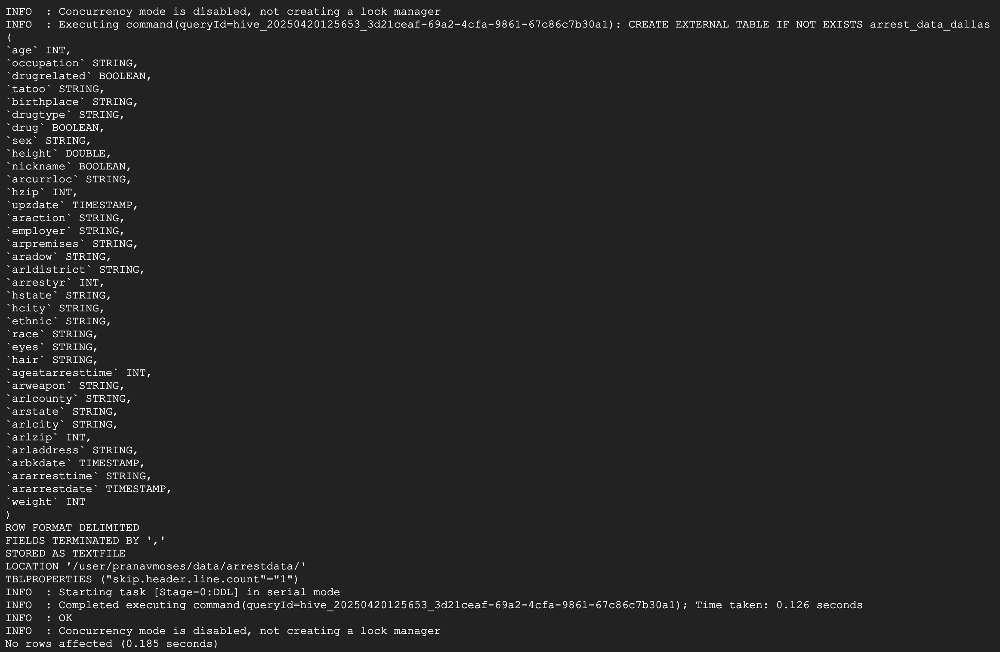 INFO  : Concurrency mode is disabled, not creating a lock manager
INFO  : Executing command(queryId=hive_20250420125653_3d21ceaf-69a2-4cfa-9861-67c86c7b30a1): CREATE EXTERNAL TABLE IF NOT EXISTS arrest_data_dallas
(
`age` INT,
`occupation` STRING,
`drugrelated` BOOLEAN,
`tatoo` STRING,
`birthplace` STRING,
`drugtype` STRING,
`drug` BOOLEAN,
`sex` STRING,
`height` DOUBLE,
`nickname` BOOLEAN,
`arcurrloc` STRING,
`hzip` INT,
`upzdate` TIMESTAMP,
`araction` STRING,
`employer` STRING,
`arpremises` STRING,
`aradow` STRING,
`arldistrict` STRING,
`arrestyr` INT,
`hstate` STRING,
`hcity` STRING,
`ethnic` STRING,
`race` STRING,
`eyes` STRING,
`hair` STRING,
`ageatarresttime` INT,
`arweapon` STRING,
`arlcounty` STRING,
`arstate` STRING,
`arlcity` STRING,
`arlzip` INT,
`arladdress` STRING,
`arbkdate` TIMESTAMP,
`ararresttime` STRING,
`ararrestdate` TIMESTAMP,
`weight` INT
)
ROW FORMAT DELIMITED
FIELDS TERMINATED BY ','
STORED AS TEXTFILE
LOCATION '/user/pranavmoses/data/arrestdata/'
TBLPROPERTIES ("skip.header.line.count"="1")
INFO  : Starting task [Stage-0:DDL] in serial mode
INFO  : Completed executing command(queryId=hive_20250420125653_3d21ceaf-69a2-4cfa-9861-67c86c7b30a1); Time taken: 0.126 seconds
INFO  : OK
INFO  : Concurrency mode is disabled, not creating a lock manager
No rows affected (0.185 seconds)